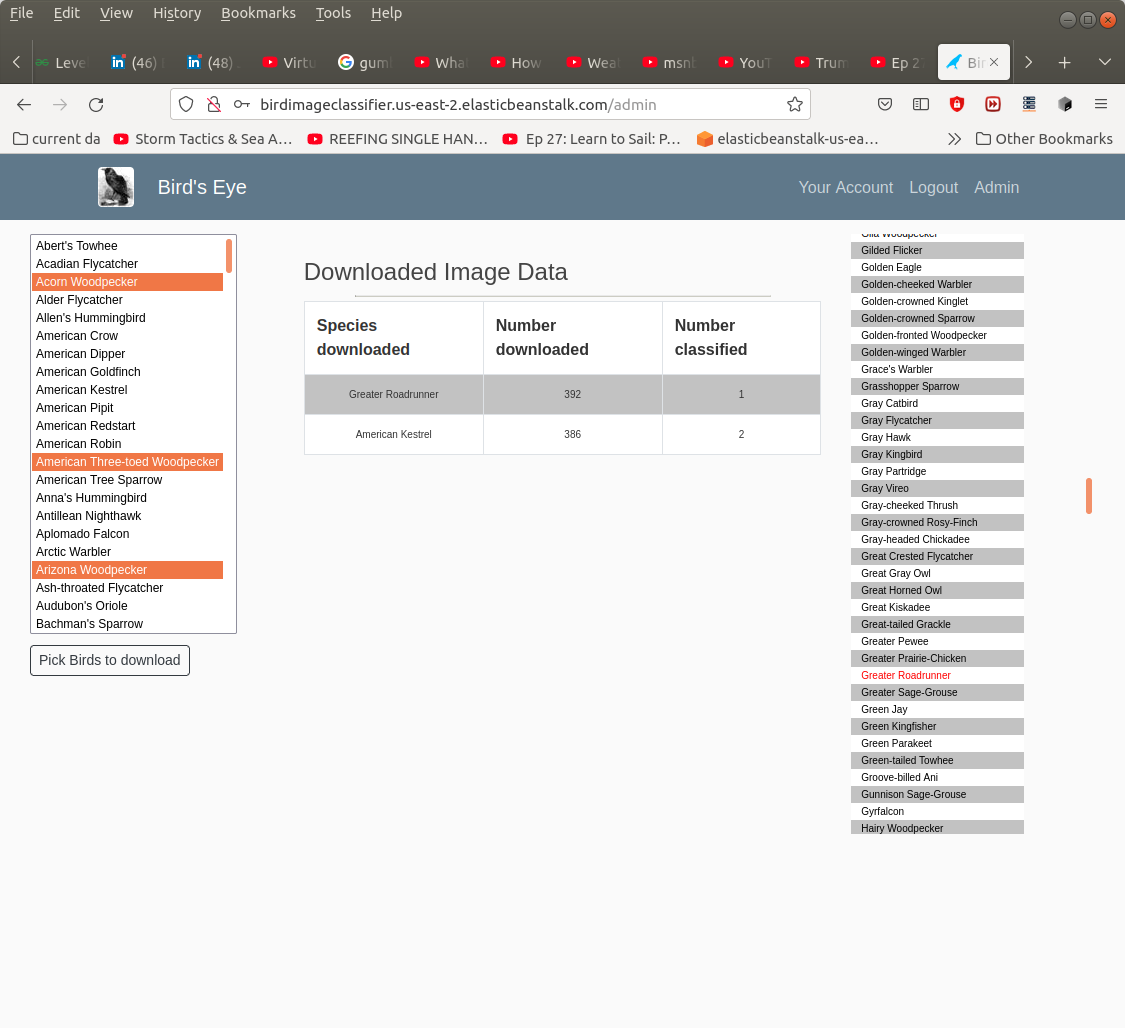 File Edit View History Bookmarks Tools Help
Leve (46) (48) Virtu gum Wha How Wea msn YouT Trum Ep 2 Bir
birdimageclassifier.us-east-2.elasticbeanstalk.com/admin
current da Storm Tactics & Sea A... REEFING SINGLE HAN... Ep 27: Learn to Sail: P... elasticbeanstalk-us-ea... Other Bookmarks
Bird's Eye Your Account Logout Admin
Abert's Towhee
Acadian Flycatcher
Acorn Woodpecker
Alder Flycatcher
Allen's Hummingbird
American Crow
American Dipper
American Goldfinch
American Kestrel
American Pipit
American Redstart
American Robin
American Three-toed Woodpecker
American Tree Sparrow
Anna's Hummingbird
Antillean Nighthawk
Aplomado Falcon
Arctic Warbler
Arizona Woodpecker
Ash-throated Flycatcher
Audubon's Oriole
Bachman's Sparrow
Pick Birds to download
Downloaded Image Data
Species downloaded Number downloaded Number classified
Greater Roadrunner 392 1
American Kestrel 386 2
Gila Woodpecker
Gilded Flicker
Golden Eagle
Golden-cheeked Warbler
Golden-crowned Kinglet
Golden-crowned Sparrow
Golden-fronted Woodpecker
Golden-winged Warbler
Grace's Warbler
Grasshopper Sparrow
Gray Catbird
Gray Flycatcher
Gray Hawk
Gray Kingbird
Gray Partridge
Gray Vireo
Gray-cheeked Thrush
Gray-crowned Rosy-Finch
Gray-headed Chickadee
Great Crested Flycatcher
Great Gray Owl
Great Horned Owl
Great Kiskadee
Great-tailed Grackle
Greater Pewee
Greater Prairie-Chicken
Greater Roadrunner
Greater Sage-Grouse
Green Jay
Green Kingfisher
Green Parakeet
Green-tailed Towhee
Groove-billed Ani
Gunnison Sage-Grouse
Gyrfalcon
Hairy Woodpecker